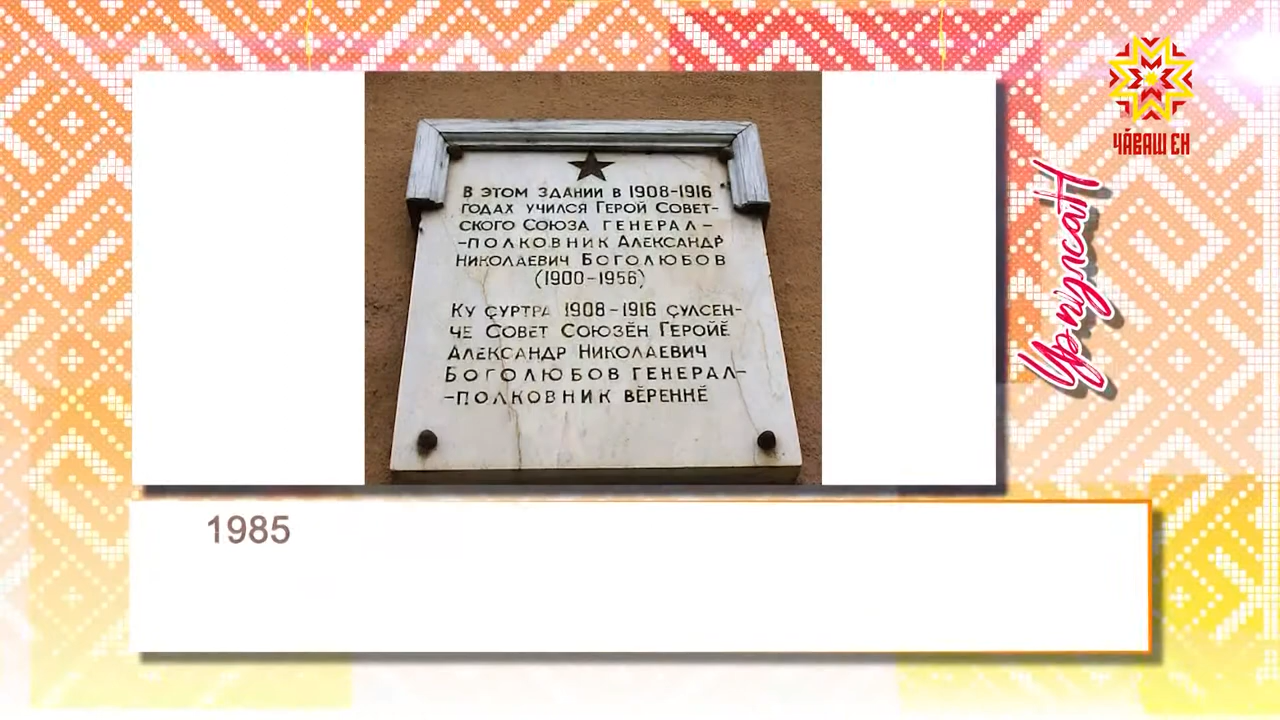 В ЭТОМ ЗДАНИИ В 1908-1916
ГОДАХ УЧИЛСЯ ГЕРОЙ СОВЕТ-
СКОГО СОЮЗА ГЕНЕРАЛ-
-ПОЛКОВНИК АЛЕКСАНДР
НИКОЛАЕВИЧ БОГОЛЮБОВ
(1900-1956)
КУ ҪУРТРА 1908-1916 ҪУЛСЕН-
ЧЕ СОВЕТ СОЮЗӖН ГЕРОЙӖ
АЛЕКСАНДР НИКОЛАЕВИЧ
БОГОЛЮБОВ ГЕНЕРАЛ-
-ПОЛКОВНИК ВӖРЕННӖ
1985
ЧӐВАШ ЕН